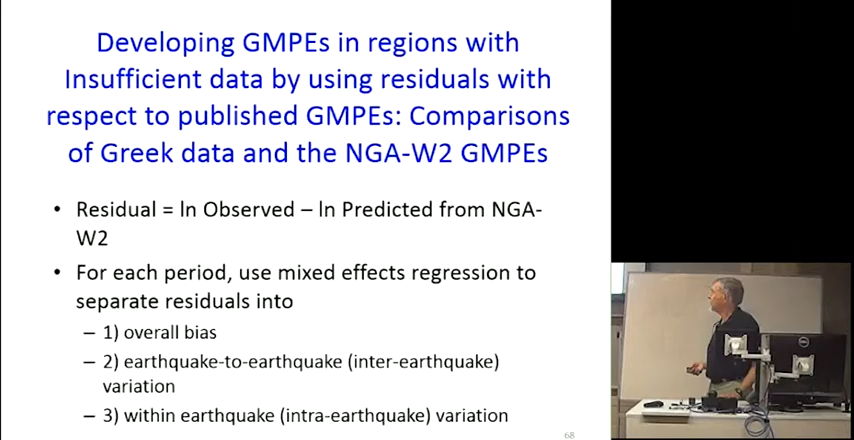 Developing GMPEs in regions with
Insufficient data by using residuals with
respect to published GMPEs: Comparisons
of Greek data and the NGA-W2 GMPEs
• Residual = ln Observed – ln Predicted from NGA-
W2
• For each period, use mixed effects regression to
separate residuals into
– 1) overall bias
– 2) earthquake-to-earthquake (inter-earthquake)
variation
– 3) within earthquake (intra-earthquake) variation
68
DELL